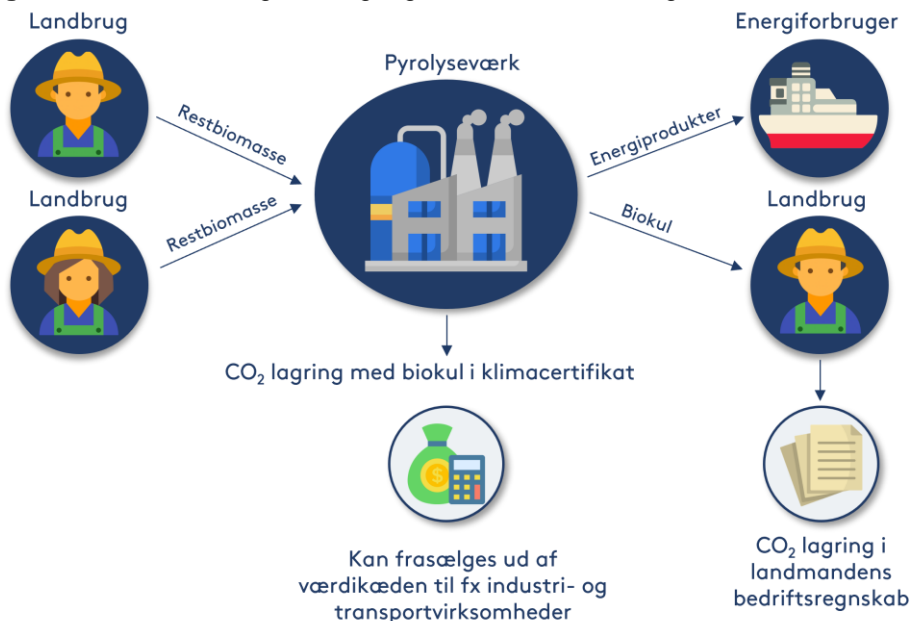 Landbrug
Energiforbruger
Pyrolyseværk
Restbiomasse
Energiprodukter
Landbrug
Restbiomasse
Biokul
Landbrug
CO₂ lagring med biokul i klimacertifikat
$
Kan frasælges ud af
værdikæden til fx industri- og
transportvirksomheder
CO₂ lagring i
landmandens
bedriftsregnskab